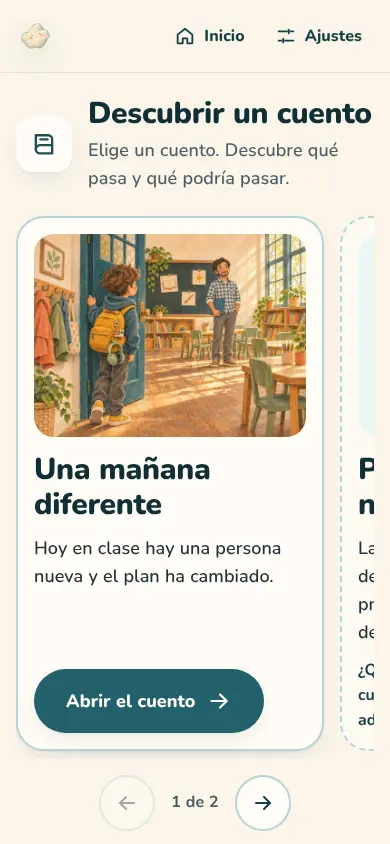 Inicio
Ajustes
Descubrir un cuento
Elige un cuento. Descubre qué
pasa y qué podría pasar.
Una mañana
diferente
Hoy en clase hay una persona
nueva y el plan ha cambiado.
Abrir el cuento
1 de 2